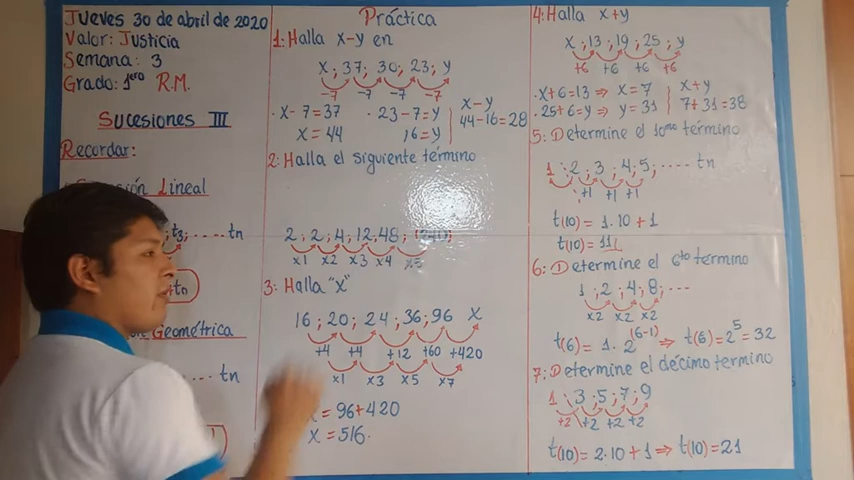 Jueves 30 de abril de 2020
Valor: Justicia
Semana: 3
Grado: 1ero R.M.
Sucesiones III
Recordar:
Lineal
t3, .... tn
+to
Geométrica
... tn
Práctica
1: Halla x-y en
x ; 37; 30; 23; y
-7 -7 -7 -7
• x - 7 = 37 • 23 - 7 = y
x = 44 16 = y
x - y
44 - 16 = 28
2: Halla el siguiente término
2 ; 2 ; 4; 12; 48; (240)
x1 x2 x3 x4 x5
3: Halla "x"
16 ; 20 ; 24 ; 36 ; 96 x
+4 +4 +12 +60 +420
x1 x3 x5 x7
x = 96 + 420
x = 516.
4: Halla x+y
x ; 13 ; 19 ; 25 ; y
+6 +6 +6 +6
• x + 6 = 13 ⇒ x = 7
• 25 + 6 = y ⇒ y = 31
x + y
7 + 31 = 38
5: Determine el 10mo término
1 ; 2 ; 3 ; 4; 5; .... tn
+1 +1 +1
t(10) = 1.10 + 1
t(10) = 11
6: Determine el 6to término
1 ; 2 ; 4 ; 8; ...
x2 x2 x2
t(6) = 1. 2^(6-1) ⇒ t(6) = 2^5 = 32
7: Determine el décimo termino
1 ; 3 ; 5 ; 7 ; 9
+2 +2 +2 +2
t(10) = 2.10 + 1 ⇒ t(10) = 21